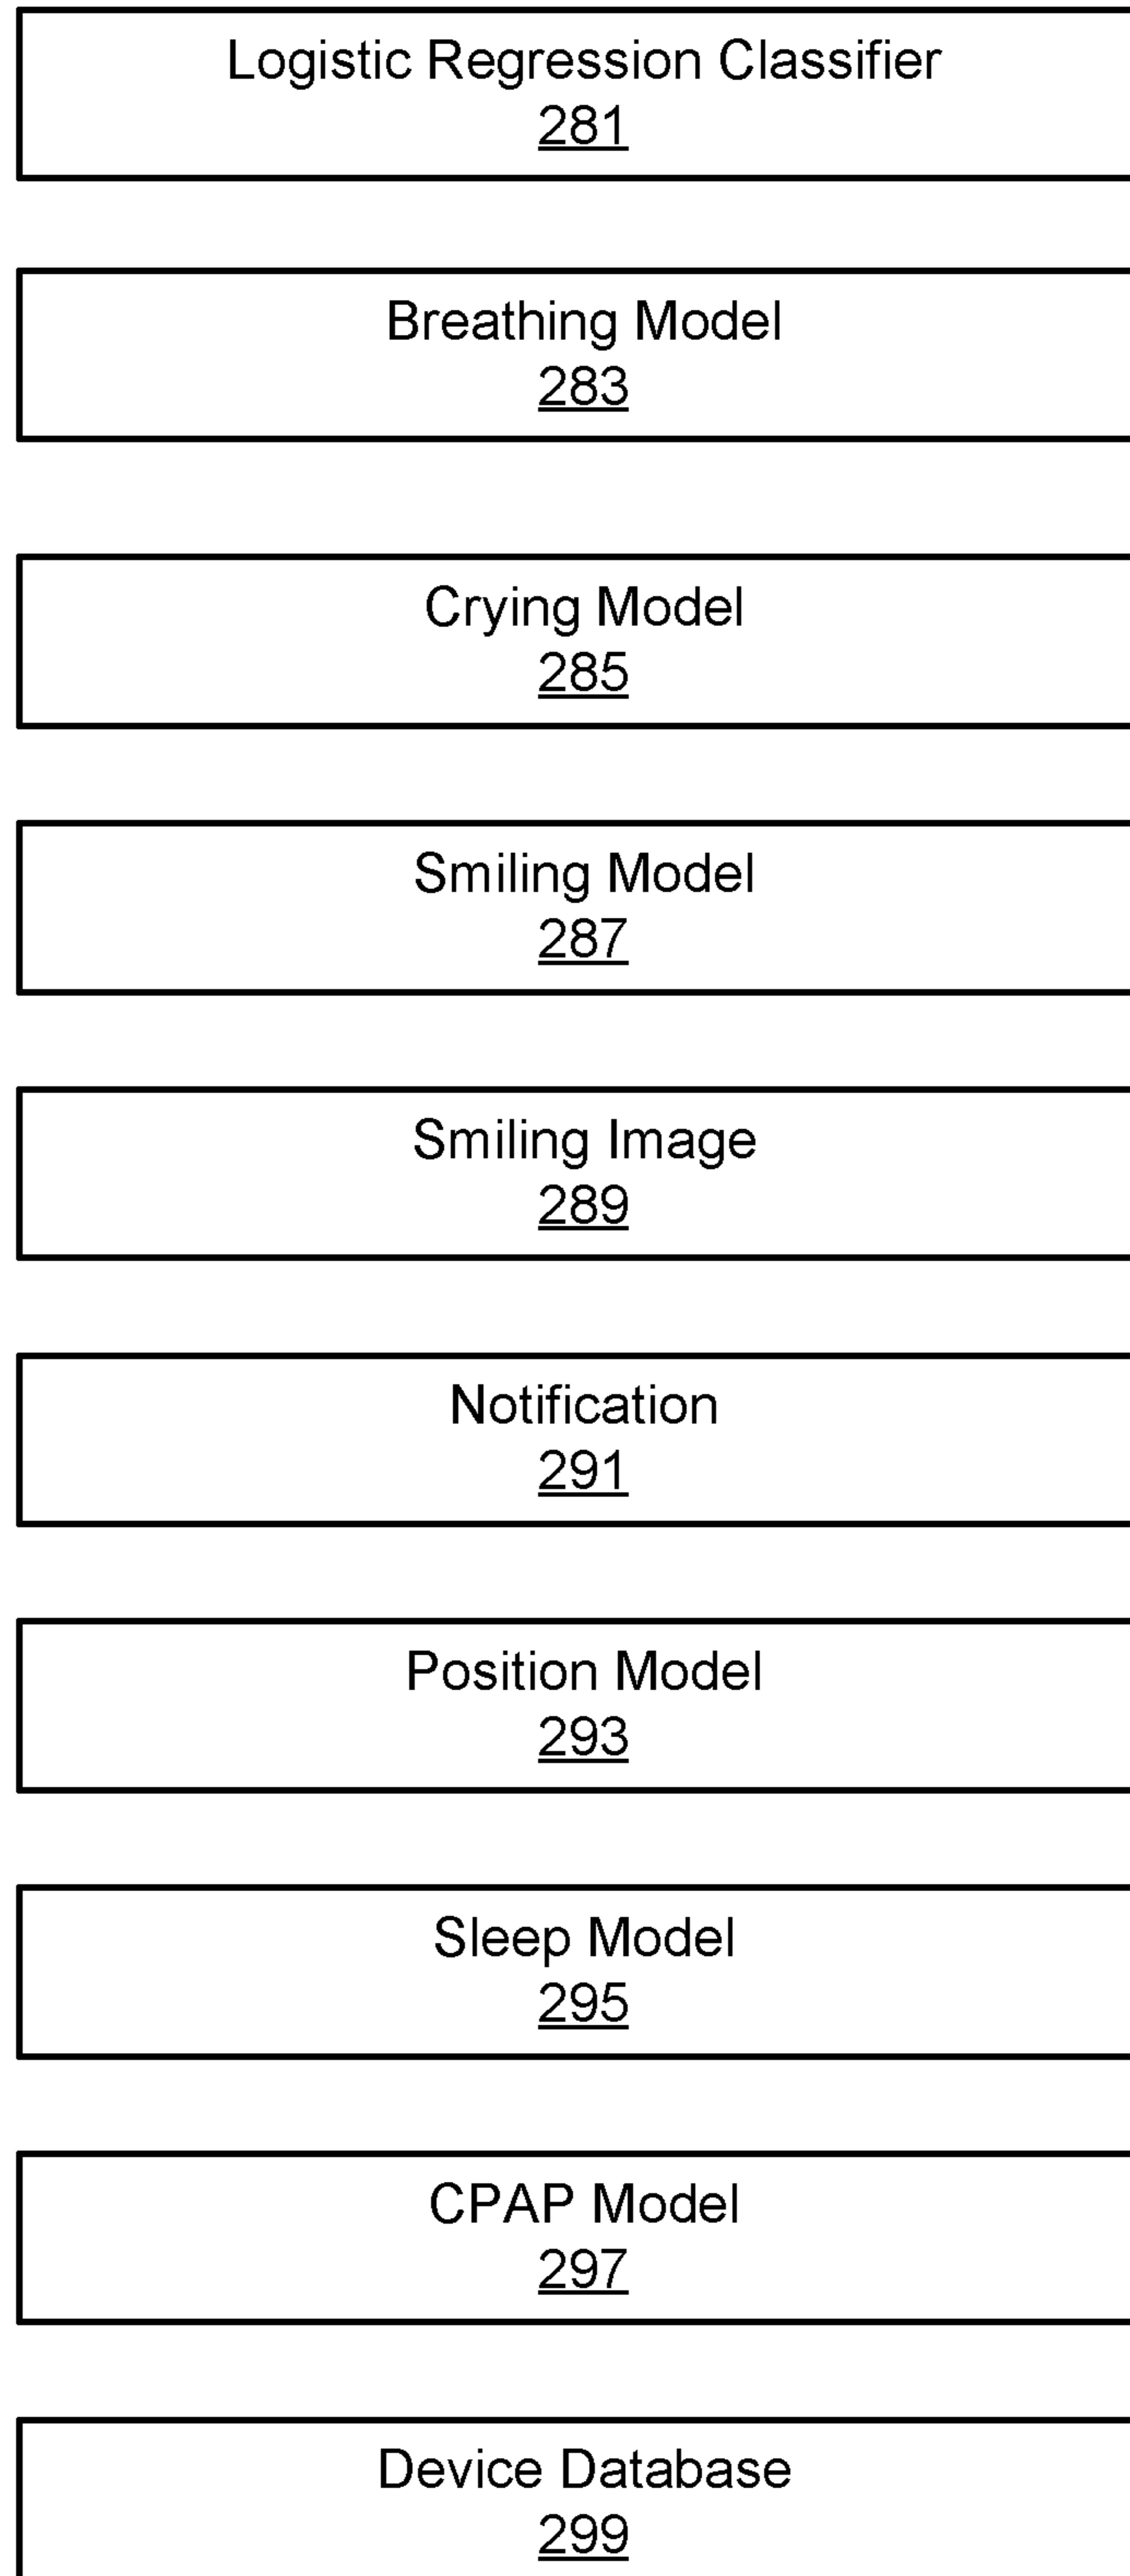 Logistic Regression Classifier
281
Breathing Model
283
Crying Model
285
Smiling Model
287
Smiling Image
289
Notification
291
Position Model
293
Sleep Model
295
CPAP Model
297
Device Database
299